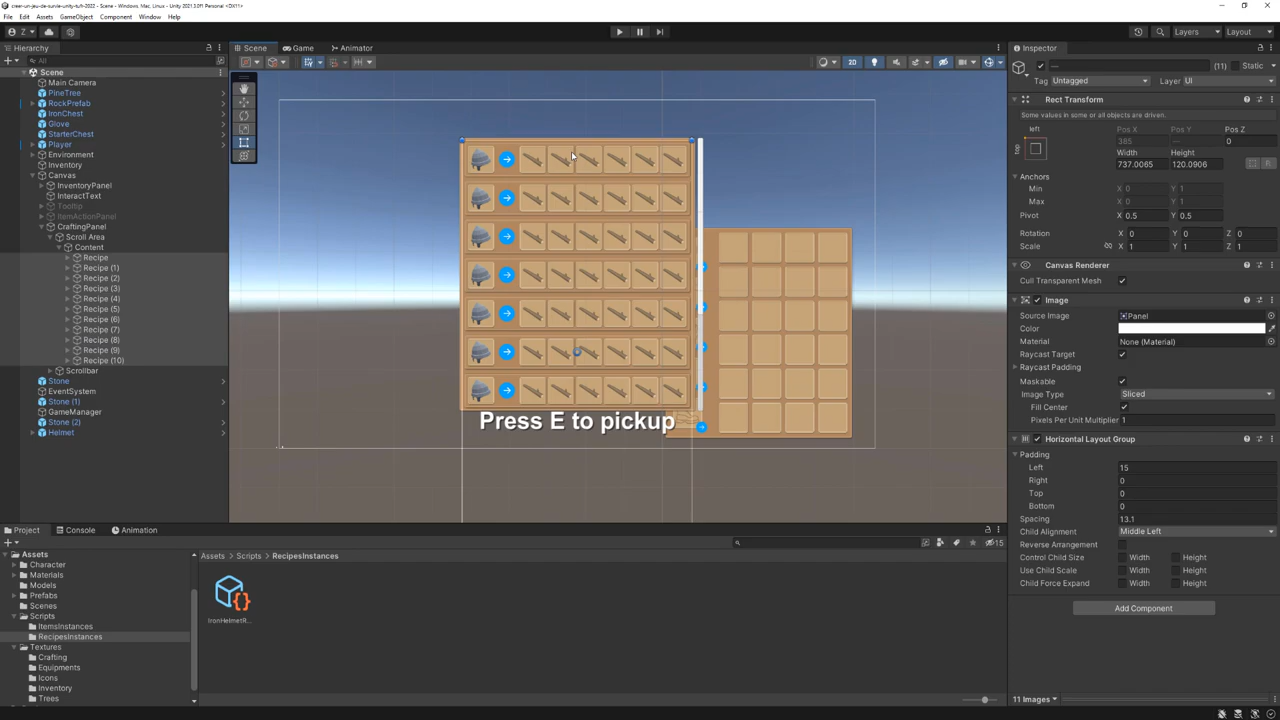 creer-un-jeu-de-survie-unity-tufr-2022 - Scene - Windows, Mac, Linux - Unity 2021.3.0f1 Personal <DX11>
File Edit Assets GameObject Component Window Help
Z
Layers Layout
Hierarchy
All
Scene
Main Camera
PineTree
RockPrefab
IronChest
Glove
StarterChest
Player
Environment
Inventory
Canvas
InventoryPanel
InteractText
Tooltip
ItemActionPanel
CraftingPanel
Scroll Area
Content
Recipe
Recipe (1)
Recipe (2)
Recipe (3)
Recipe (4)
Recipe (5)
Recipe (6)
Recipe (7)
Recipe (8)
Recipe (9)
Recipe (10)
Scrollbar
Stone
EventSystem
Stone (1)
GameManager
Stone (2)
Helmet
Scene Game Animator
2D
Press E to pickup
Inspector
— (11) Static
Tag Untagged Layer UI
Rect Transform
Some values in some or all objects are driven.
left Pos X Pos Y Pos Z
top 385 — 0
Width Height
737.0065 120.0906
Anchors
Min X 0 Y 1
Max X 0 Y 1
Pivot X 0.5 Y 0.5
Rotation X 0 Y 0 Z 0
Scale X 1 Y 1 Z 1
Canvas Renderer
Cull Transparent Mesh
Image
Source Image Panel
Color
Material None (Material)
Raycast Target
Raycast Padding
Maskable
Image Type Sliced
Fill Center
Pixels Per Unit Multiplier 1
Horizontal Layout Group
Padding
Left 15
Right 0
Top 0
Bottom 0
Spacing 13.1
Child Alignment Middle Left
Reverse Arrangement
Control Child Size Width Height
Use Child Scale Width Height
Child Force Expand Width Height
Add Component
11 Images
Project Console Animation
15
Assets
Character
Materials
Models
Prefabs
Scenes
Scripts
ItemsInstances
RecipesInstances
Textures
Crafting
Equipments
Icons
Inventory
Trees
Assets > Scripts > RecipesInstances
IronHelmetR...